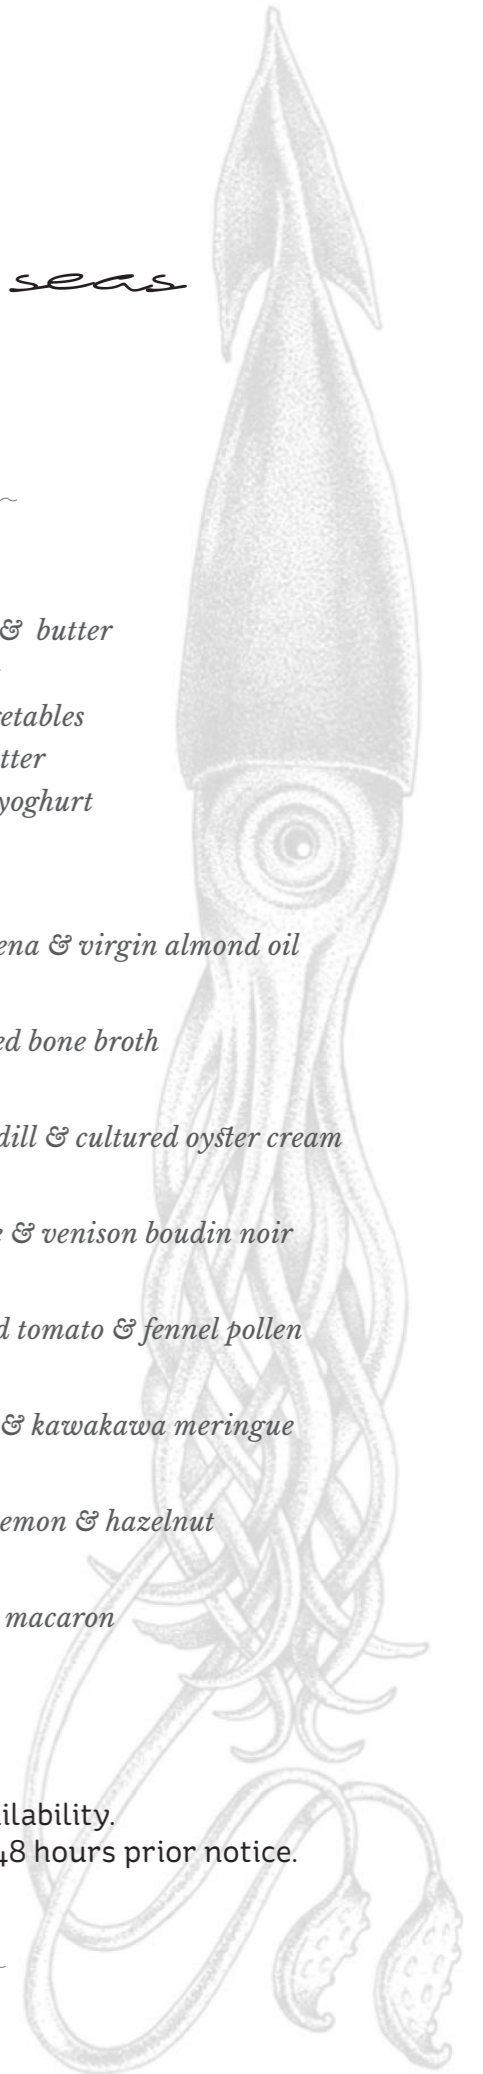 seas
& butter
etables
tter
yoghurt
ena & virgin almond oil
ed bone broth
dill & cultured oyster cream
& venison boudin noir
d tomato & fennel pollen
& kawakawa meringue
emon & hazelnut
macaron
ilability.
48 hours prior notice.